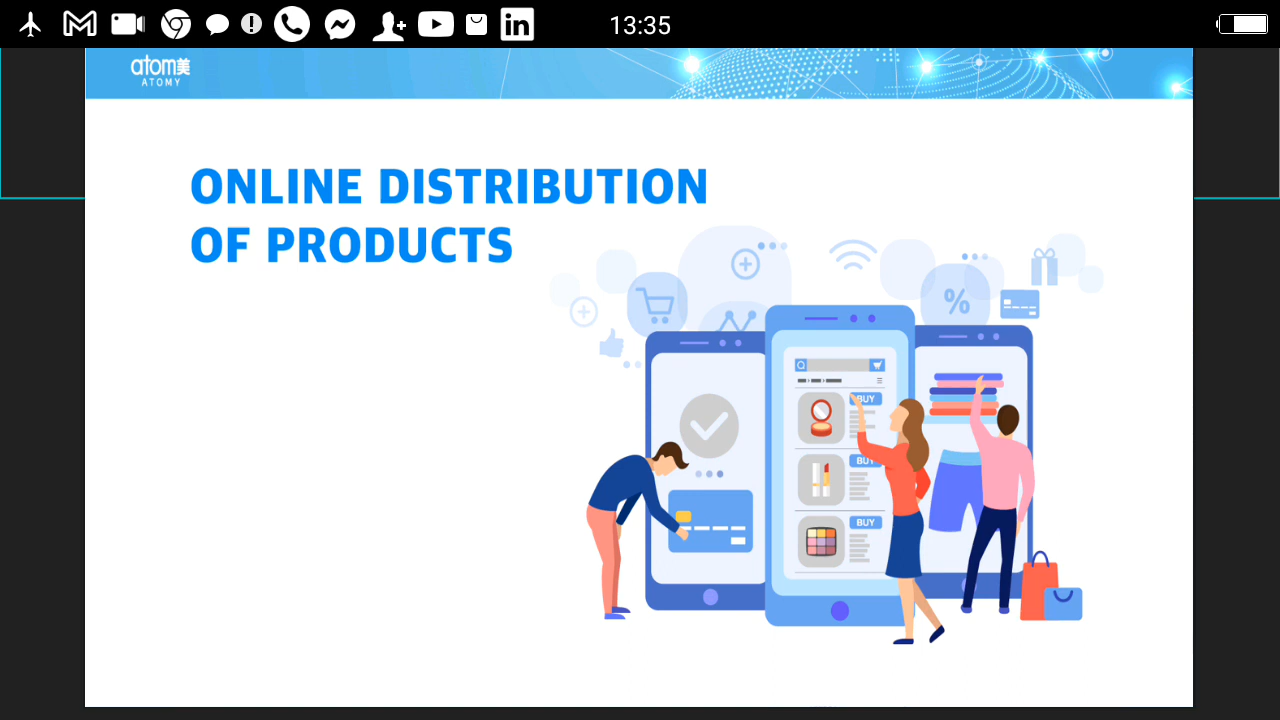 13:35
atom美
ATOMY
ONLINE DISTRIBUTION
OF PRODUCTS
%
BUY
BUY
BUY